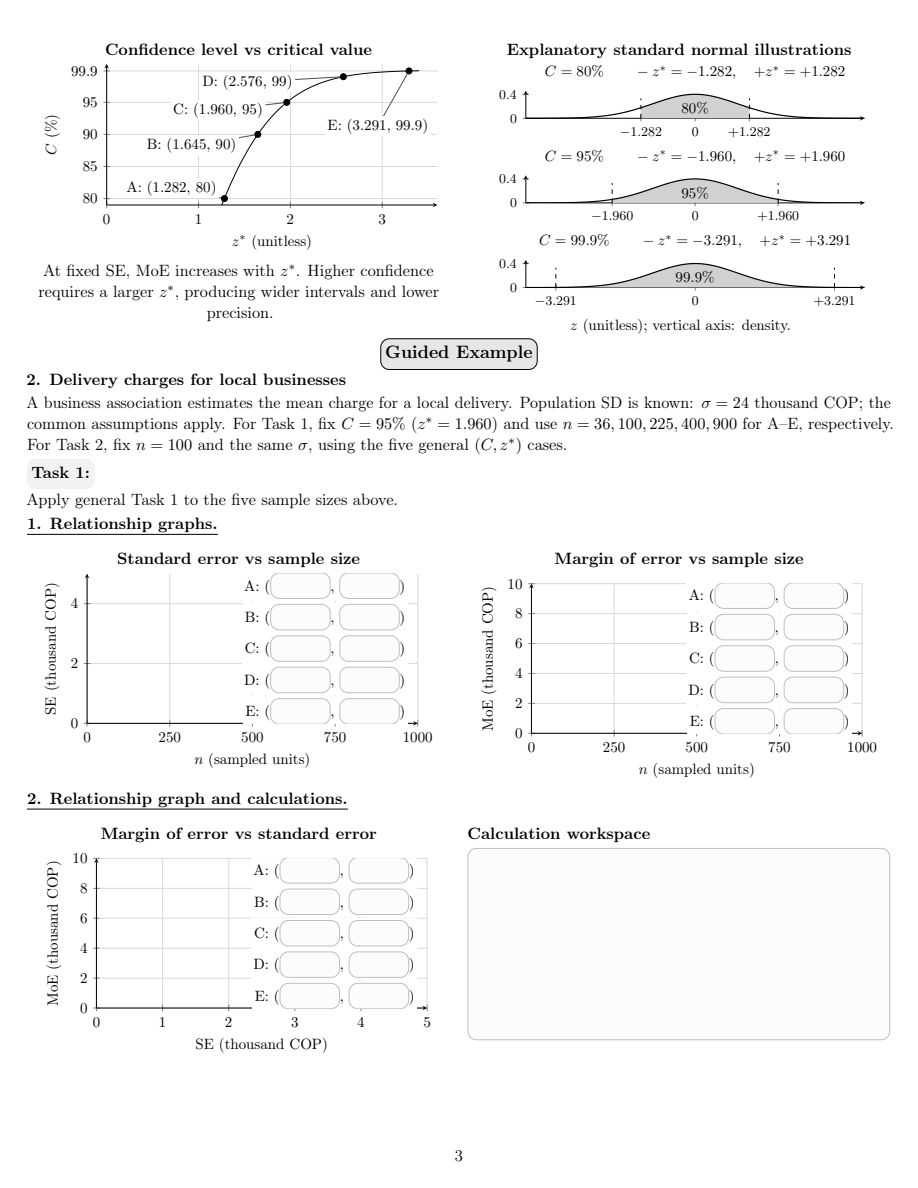 Confidence level vs critical value
99.9
95
90
85
80
C (%)
D: (2.576, 99)
C: (1.960, 95)
B: (1.645, 90)
E: (3.291, 99.9)
A: (1.282, 80)
0 1 2 3
z* (unitless)
At fixed SE, MoE increases with z*. Higher confidence
requires a larger z*, producing wider intervals and lower
precision.
Explanatory standard normal illustrations
C = 80% − z* = −1.282, +z* = +1.282
0.4
0
80%
−1.282 0 +1.282
C = 95% − z* = −1.960, +z* = +1.960
0.4
0
95%
−1.960 0 +1.960
C = 99.9% − z* = −3.291, +z* = +3.291
0.4
0
99.9%
−3.291 0 +3.291
z (unitless); vertical axis: density.
Guided Example
2. Delivery charges for local businesses
A business association estimates the mean charge for a local delivery. Population SD is known: σ = 24 thousand COP; the
common assumptions apply. For Task 1, fix C = 95% (z* = 1.960) and use n = 36, 100, 225, 400, 900 for A–E, respectively.
For Task 2, fix n = 100 and the same σ, using the five general (C, z*) cases.
Task 1:
Apply general Task 1 to the five sample sizes above.
1. Relationship graphs.
Standard error vs sample size
SE (thousand COP)
4
2
0
A: ( , )
B: ( , )
C: ( , )
D: ( , )
E: ( , )
0 250 500 750 1000
n (sampled units)
Margin of error vs sample size
MoE (thousand COP)
10
8
6
4
2
0
A: ( , )
B: ( , )
C: ( , )
D: ( , )
E: ( , )
0 250 500 750 1000
n (sampled units)
2. Relationship graph and calculations.
Margin of error vs standard error
MoE (thousand COP)
10
8
6
4
2
0
A: ( , )
B: ( , )
C: ( , )
D: ( , )
E: ( , )
0 1 2 3 4 5
SE (thousand COP)
Calculation workspace
3